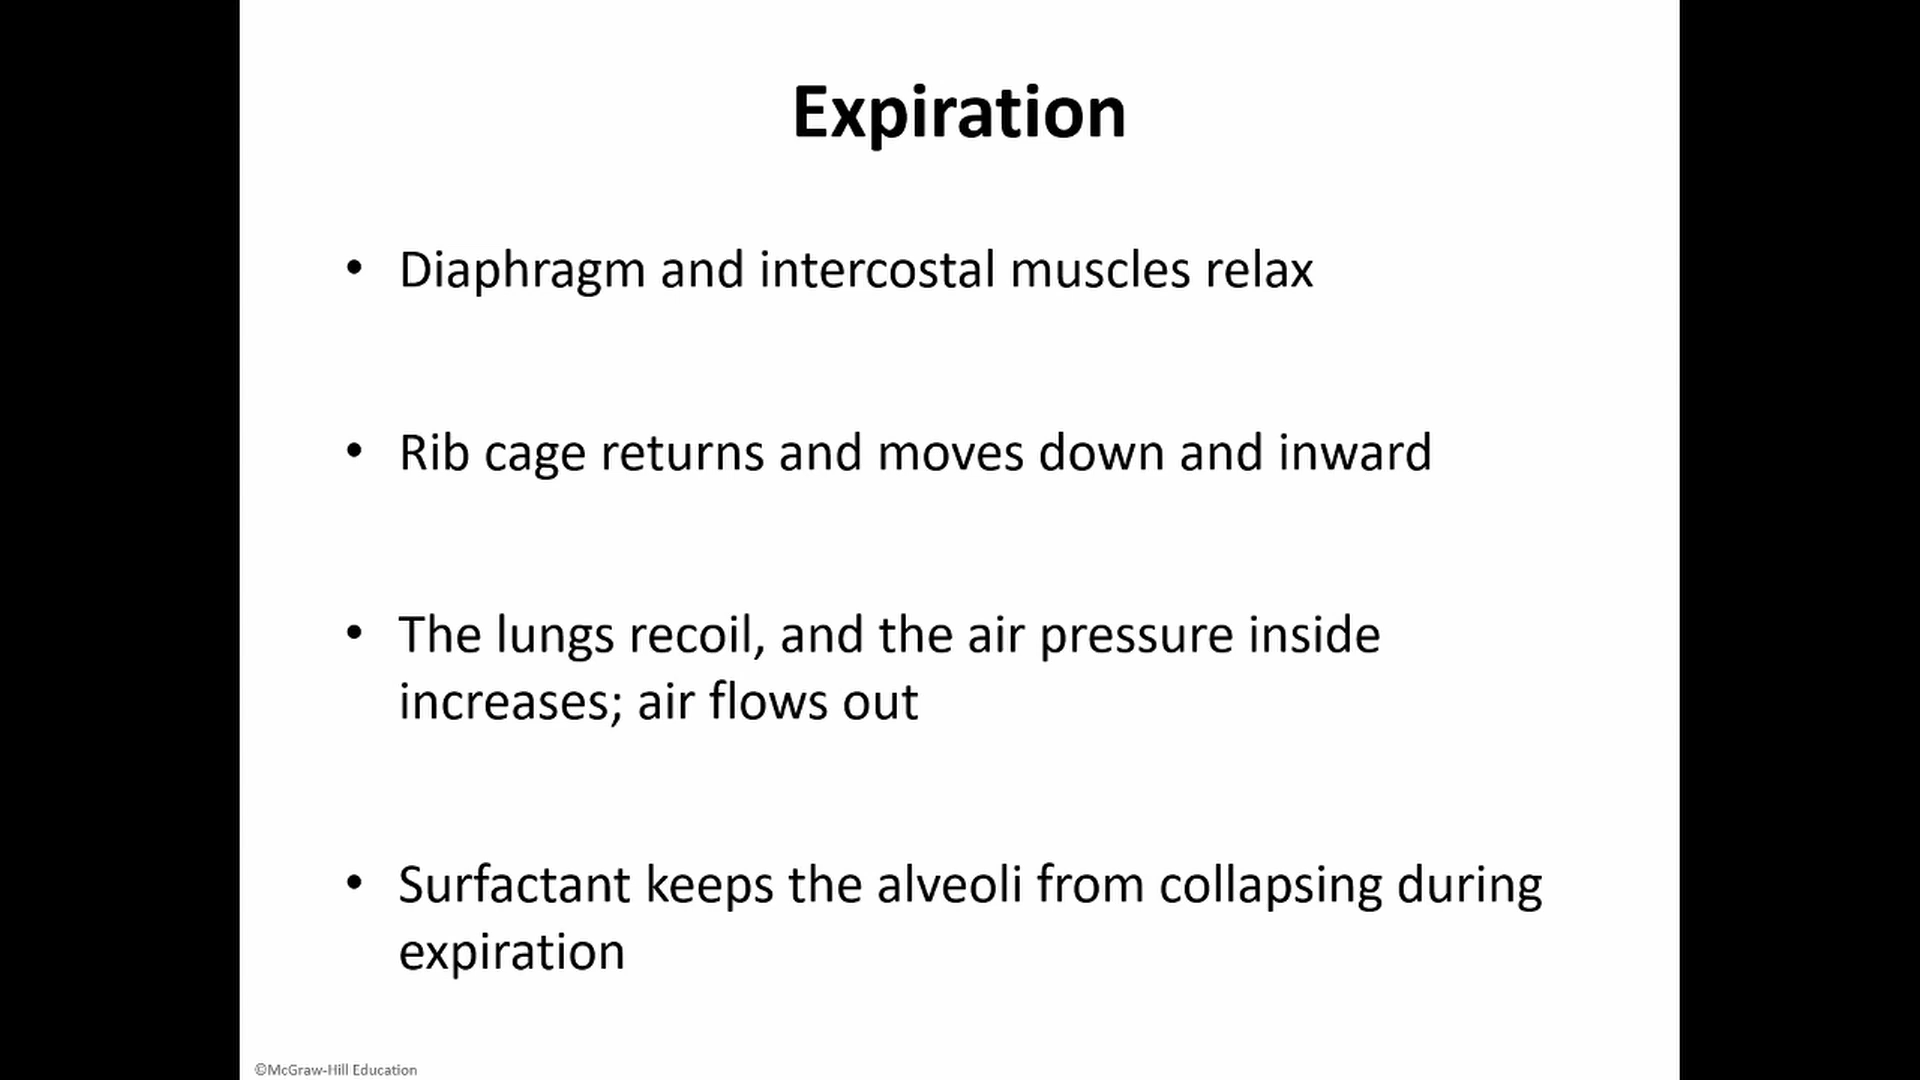 Expiration
• Diaphragm and intercostal muscles relax
• Rib cage returns and moves down and inward
• The lungs recoil, and the air pressure inside
increases; air flows out
• Surfactant keeps the alveoli from collapsing during
expiration
©McGraw-Hill Education